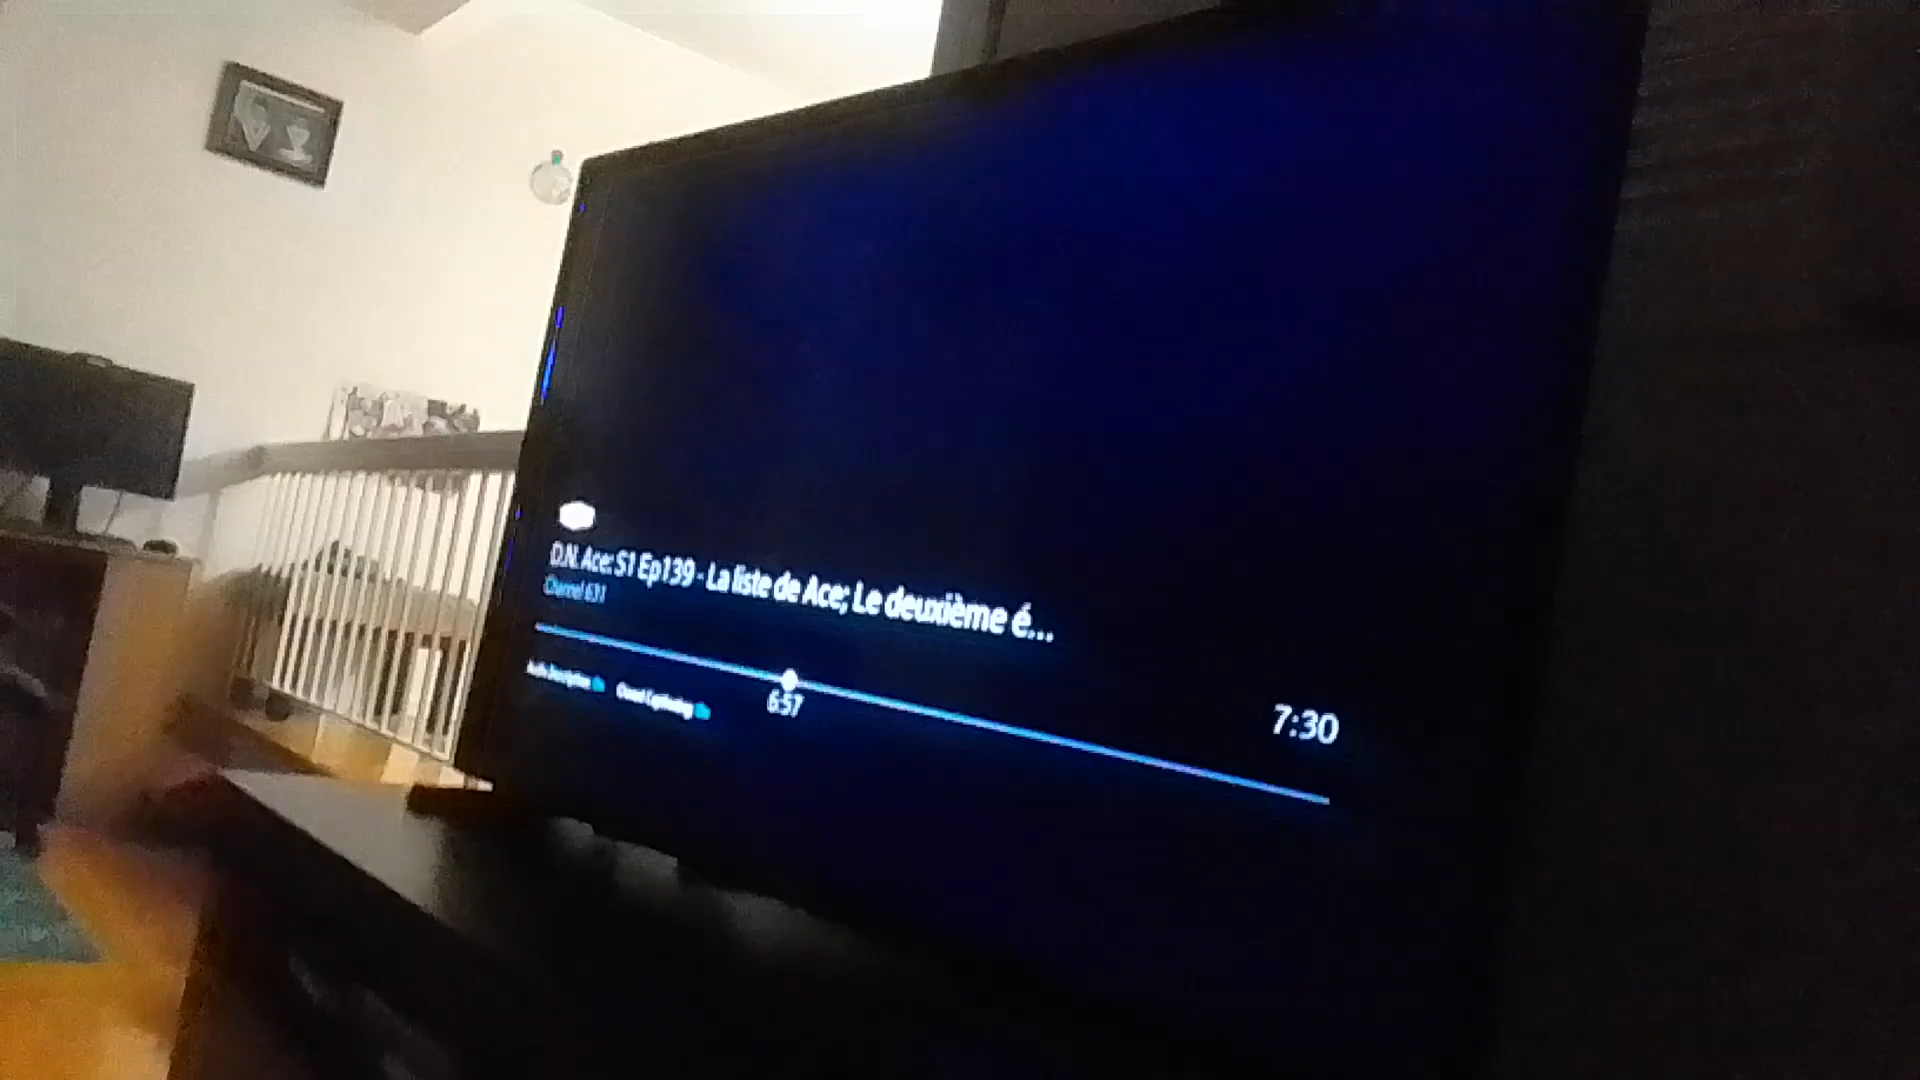 D.N. Ace: S1 Ep139 - La liste de Ace; Le deuxième é...
Channel 631
6:57
7:30
Audio Description
Closed Captioning